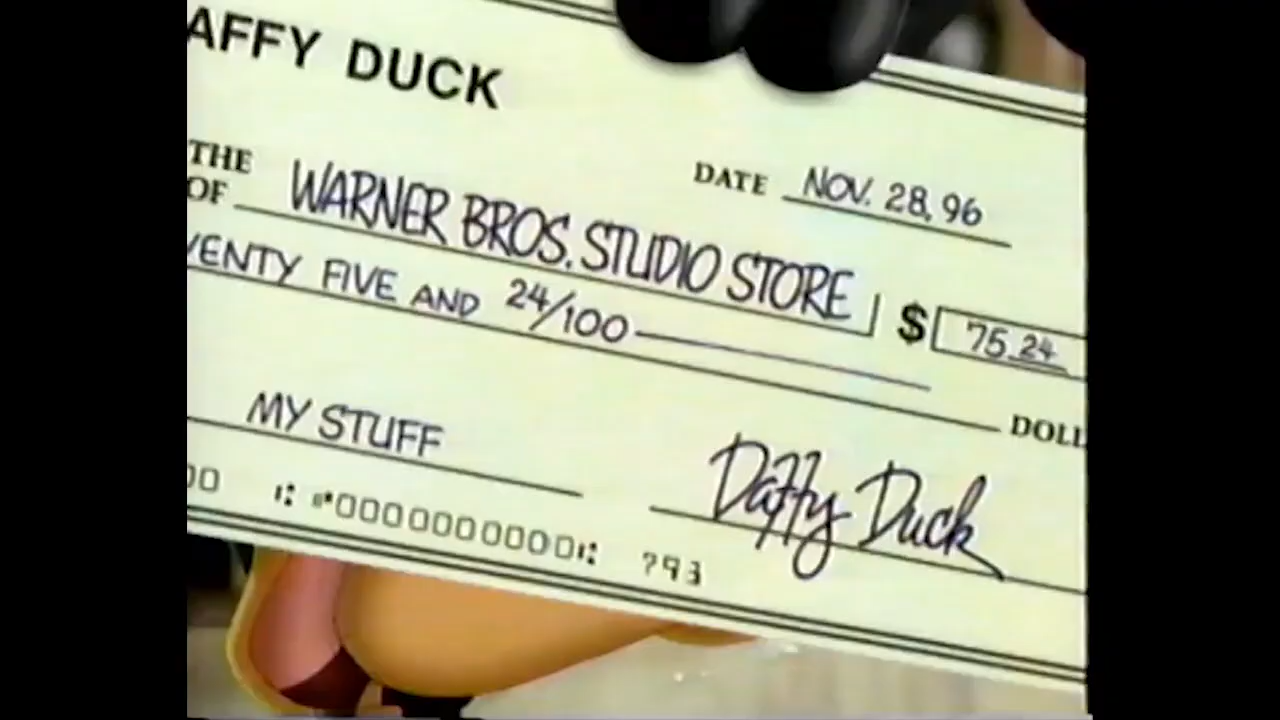 AFFY DUCK
DATE NOV. 28, 96
THE
OF WARNER BROS. STUDIO STORE $ 75.24
VENTY FIVE AND 24/100
DOLL
MY STUFF
Daffy Duck
00 ⑆ ⑈0000000000⑆ 793